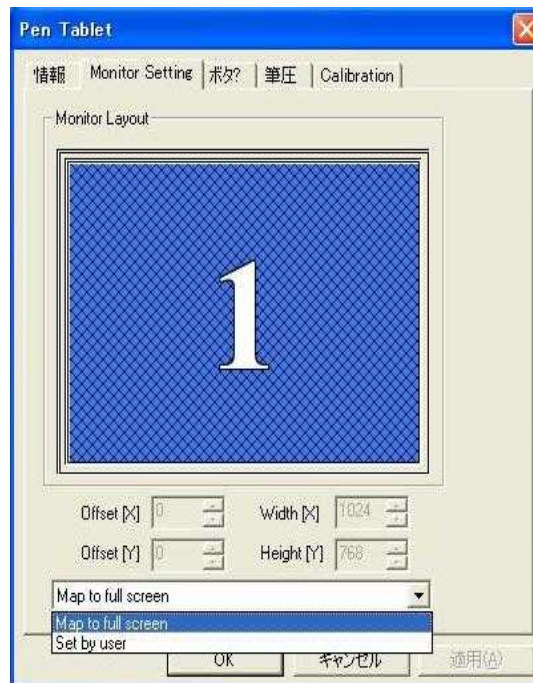 Pen Tablet
情報 Monitor Setting ボタ? 筆圧 Calibration
Monitor Layout
1
Offset [X] 0 Width [X] 1024
Offset [Y] 0 Height [Y] 768
Map to full screen
Map to full screen
Set by user
OK キャンセル 適用(A)